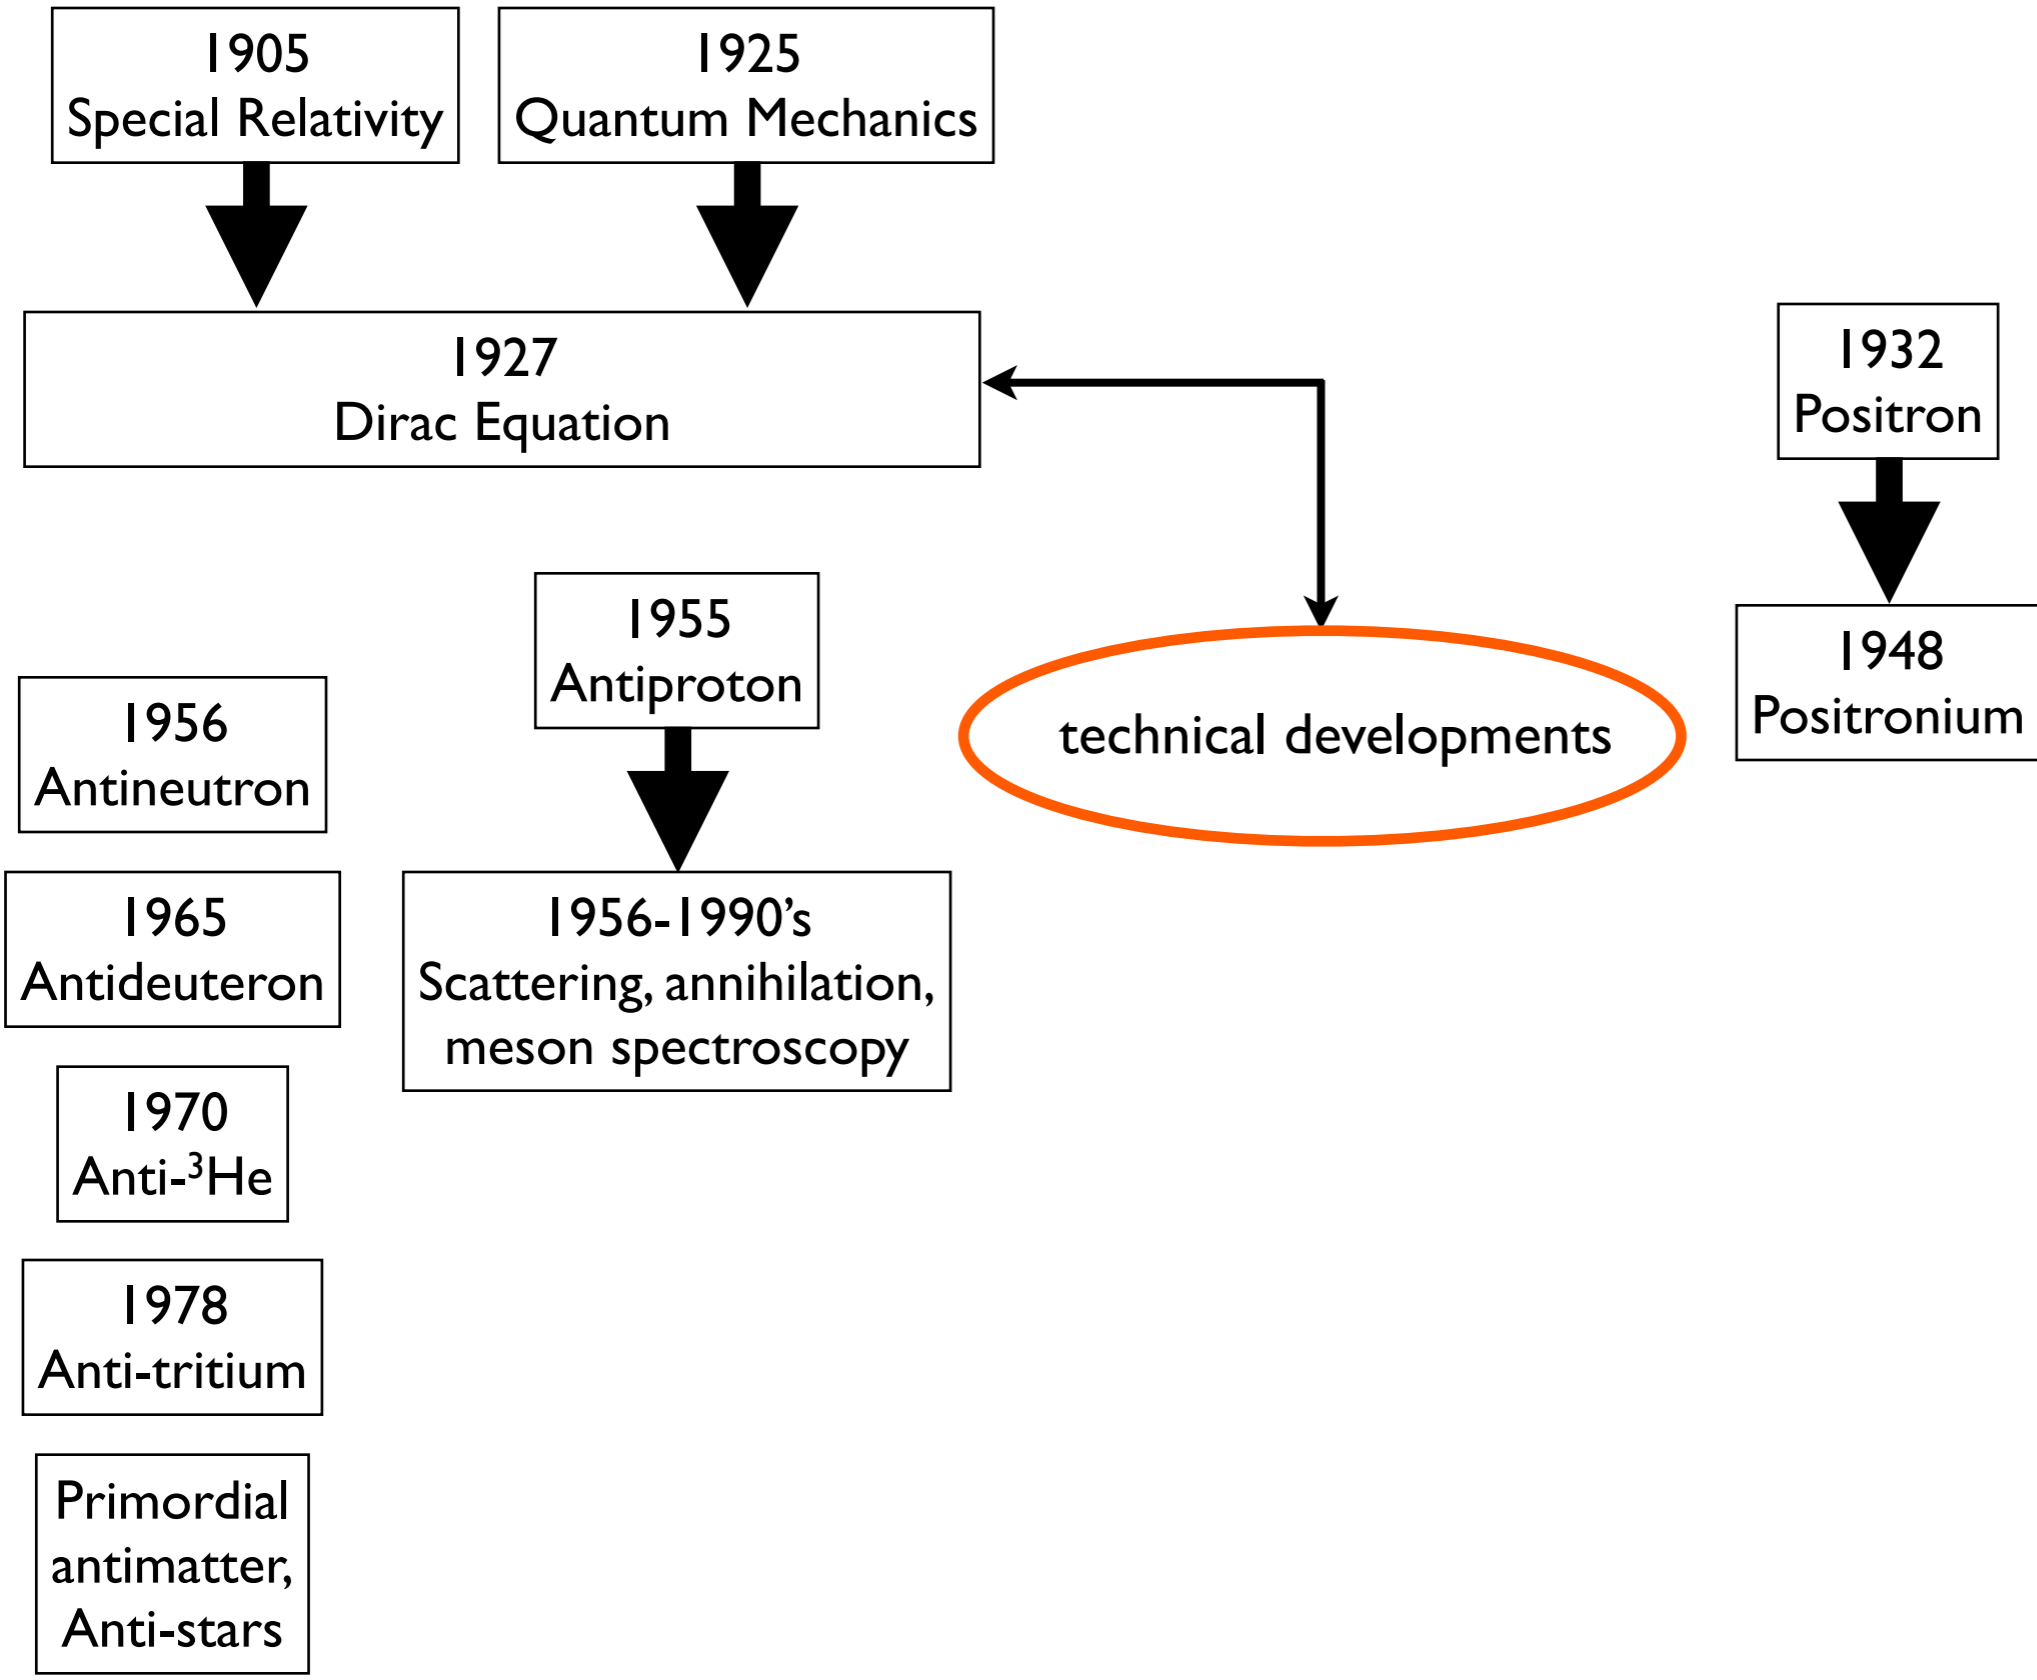 1905
Special Relativity
1925
Quantum Mechanics
1927
Dirac Equation
1932
Positron
1948
Positronium
technical developments
1955
Antiproton
1956-1990’s
Scattering, annihilation,
meson spectroscopy
1956
Antineutron
1965
Antideuteron
1970
Anti-³He
1978
Anti-tritium
Primordial
antimatter,
Anti-stars